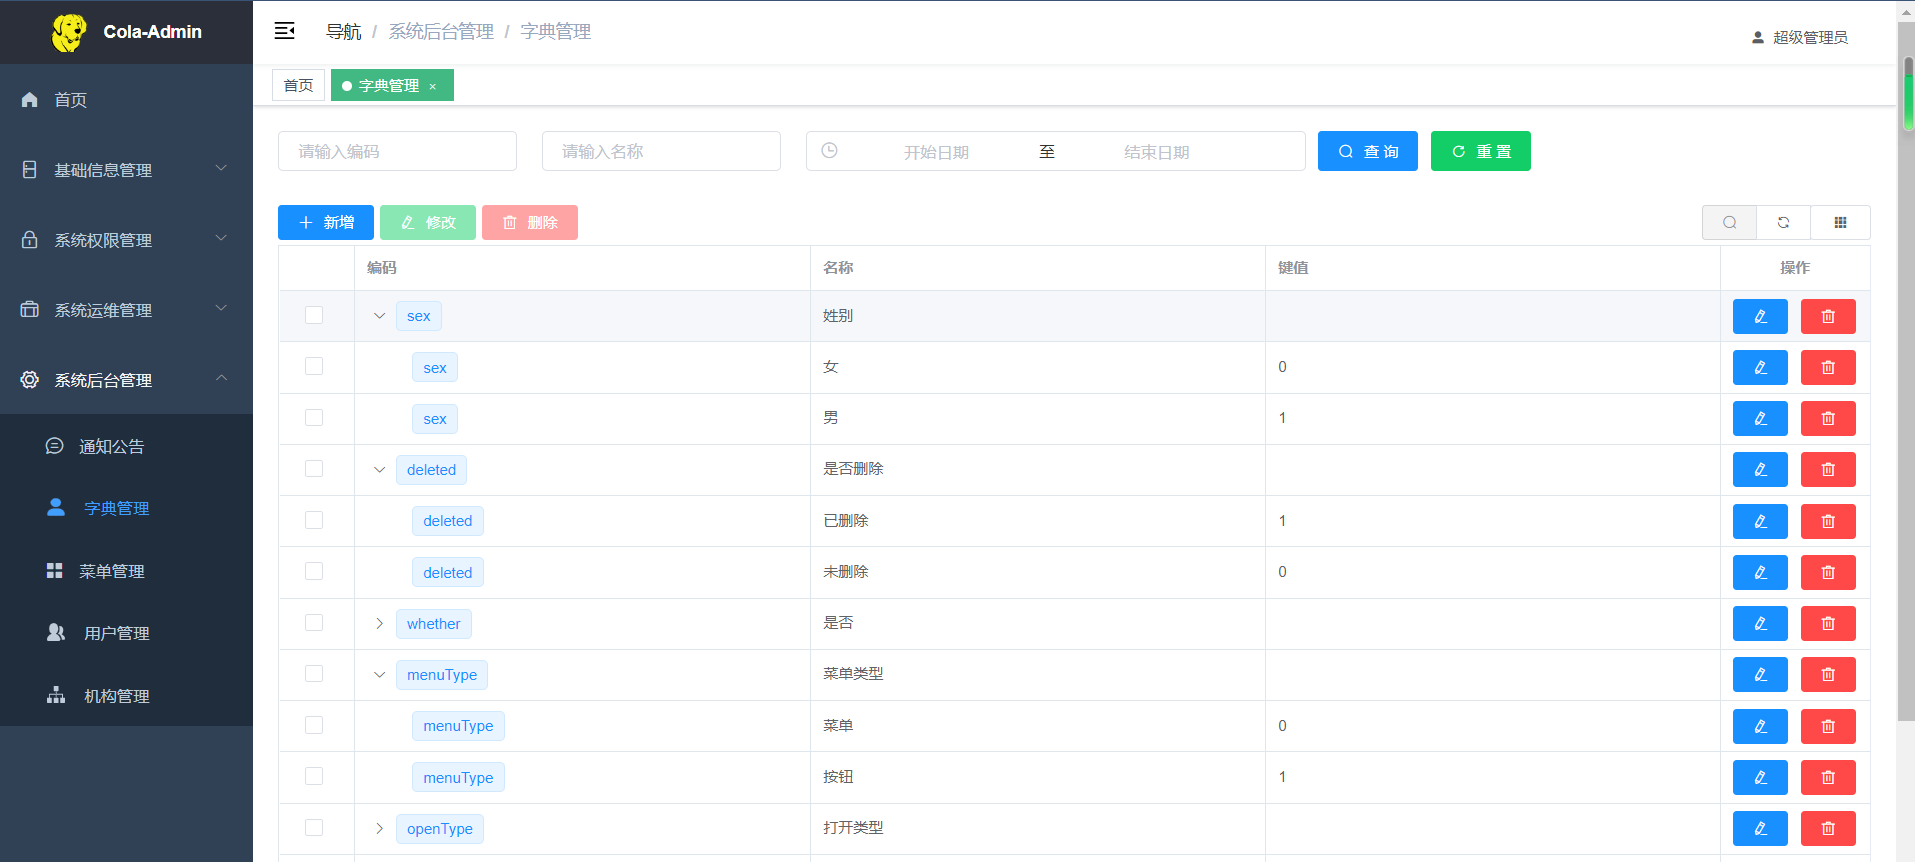 Cola-Admin
导航 / 系统后台管理 / 字典管理
超级管理员
首页
字典管理 ×
首页
基础信息管理
系统权限管理
系统运维管理
系统后台管理
通知公告
字典管理
菜单管理
用户管理
机构管理
请输入编码 请输入名称 开始日期 至 结束日期 查询 重置
新增 修改 删除
编码 名称 键值 操作
sex 姓别
sex 女 0
sex 男 1
deleted 是否删除
deleted 已删除 1
deleted 未删除 0
whether 是否
menuType 菜单类型
menuType 菜单 0
menuType 按钮 1
openType 打开类型